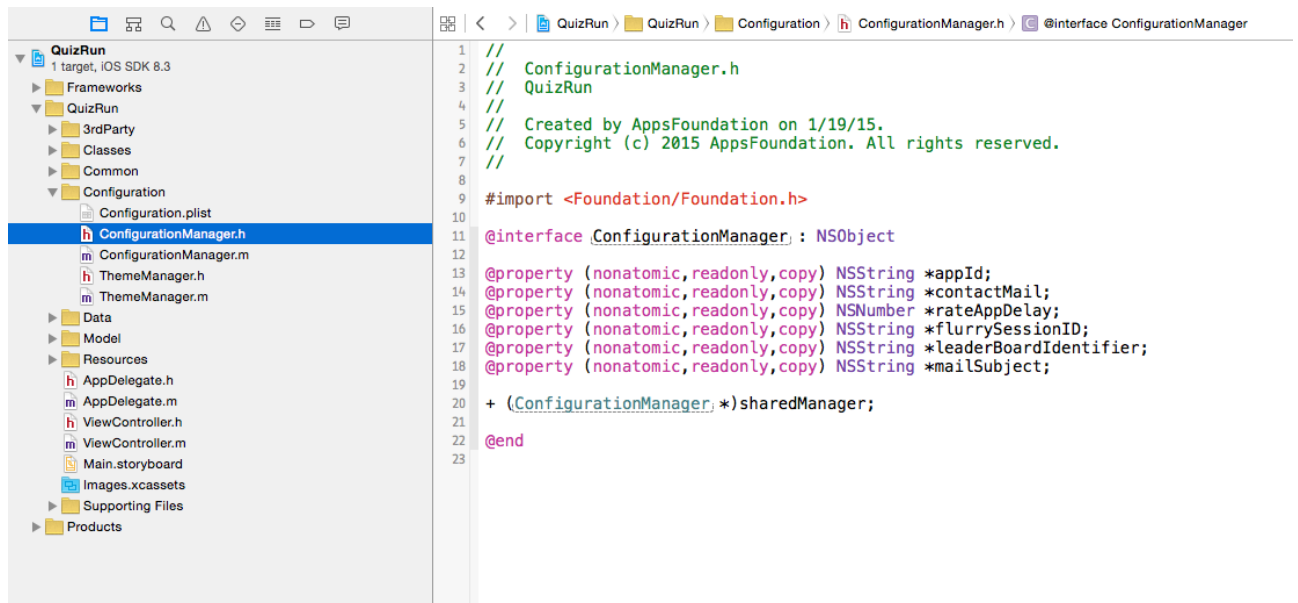 QuizRun
1 target, iOS SDK 8.3
Frameworks
QuizRun
3rdParty
Classes
Common
Configuration
Configuration.plist
h ConfigurationManager.h
m ConfigurationManager.m
h ThemeManager.h
m ThemeManager.m
Data
Model
Resources
h AppDelegate.h
m AppDelegate.m
h ViewController.h
m ViewController.m
Main.storyboard
Images.xcassets
Supporting Files
Products
QuizRun QuizRun Configuration h ConfigurationManager.h C @interface ConfigurationManager
1 //
2 //  ConfigurationManager.h
3 //  QuizRun
4 //
5 //  Created by AppsFoundation on 1/19/15.
6 //  Copyright (c) 2015 AppsFoundation. All rights reserved.
7 //
8
9 #import <Foundation/Foundation.h>
10
11 @interface ConfigurationManager : NSObject
12
13 @property (nonatomic,readonly,copy) NSString *appId;
14 @property (nonatomic,readonly,copy) NSString *contactMail;
15 @property (nonatomic,readonly,copy) NSNumber *rateAppDelay;
16 @property (nonatomic,readonly,copy) NSString *flurrySessionID;
17 @property (nonatomic,readonly,copy) NSString *leaderBoardIdentifier;
18 @property (nonatomic,readonly,copy) NSString *mailSubject;
19
20 + (ConfigurationManager *)sharedManager;
21
22 @end
23